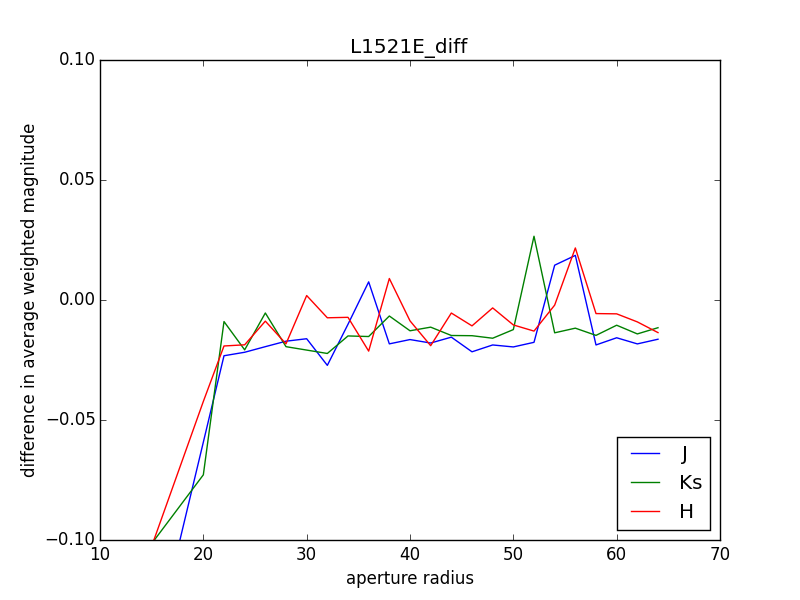 L1521E_diff
difference in average weighted magnitude
0.10
0.05
0.00
−0.05
−0.10
10 20 30 40 50 60 70
aperture radius
J
Ks
H